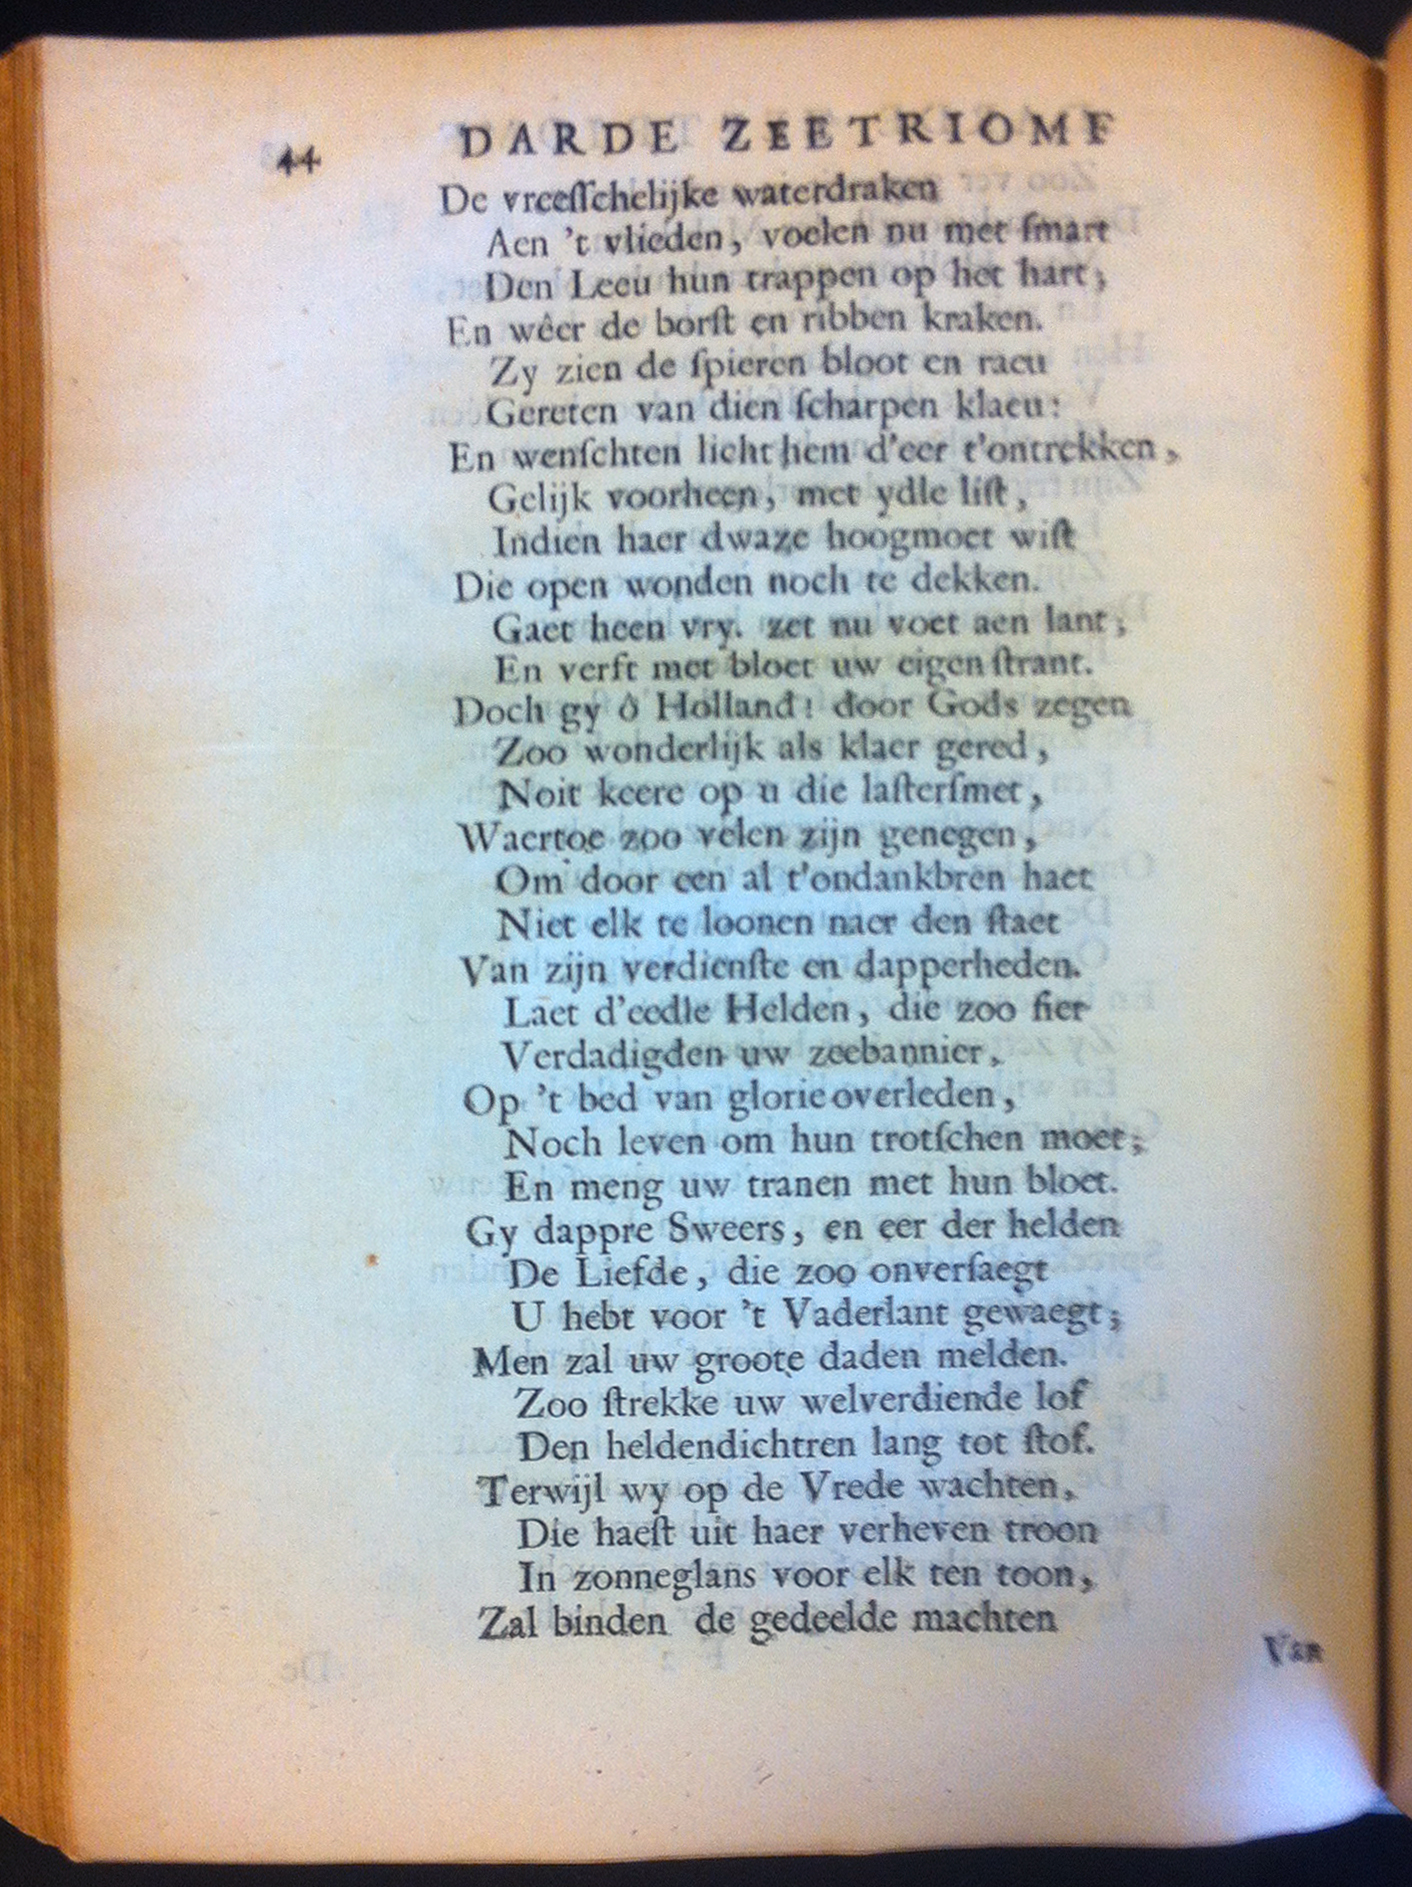 44 DARDE ZEETRIOMF
De vreesſchelijke waterdraken
Aen 't vlieden, voelen nu met ſmart
Den Leeu hun trappen op het hart;
En wêer de borſt en ribben kraken.
Zy zien de ſpieren bloot en raeu
Gereten van dien ſcharpen klaeu:
En wenſchten licht hem d'eer t'ontrekken,
Gelijk voorheen, met ydle liſt,
Indien haer dwaze hoogmoet wiſt
Die open wonden noch te dekken.
Gaet heen vry. zet nu voet aen lant,
En verft met bloet uw eigen ſtrant.
Doch gy ô Holland! door Gods zegen
Zoo wonderlijk als klaer gered,
Noit keere op u die laſterſmet,
Waertoe zoo velen zijn genegen,
Om door een al t'ondankbren haet
Niet elk te loonen naer den ſtaet
Van zijn verdienſte en dapperheden.
Laet d'eedle Helden, die zoo fier
Verdadigden uw zeebannier,
Op 't bed van glorie overleden,
Noch leven om hun trotſchen moet;
En meng uw tranen met hun bloet.
Gy dappre Sweers, en eer der helden
De Liefde, die zoo onverſaegt
U hebt voor 't Vaderlant gewaegt;
Men zal uw groote daden melden.
Zoo ſtrekke uw welverdiende lof
Den heldendichtren lang tot ſtof.
Terwijl wy op de Vrede wachten,
Die haeſt uit haer verheven troon
In zonneglans voor elk ten toon,
Zal binden de gedeelde machten
Van